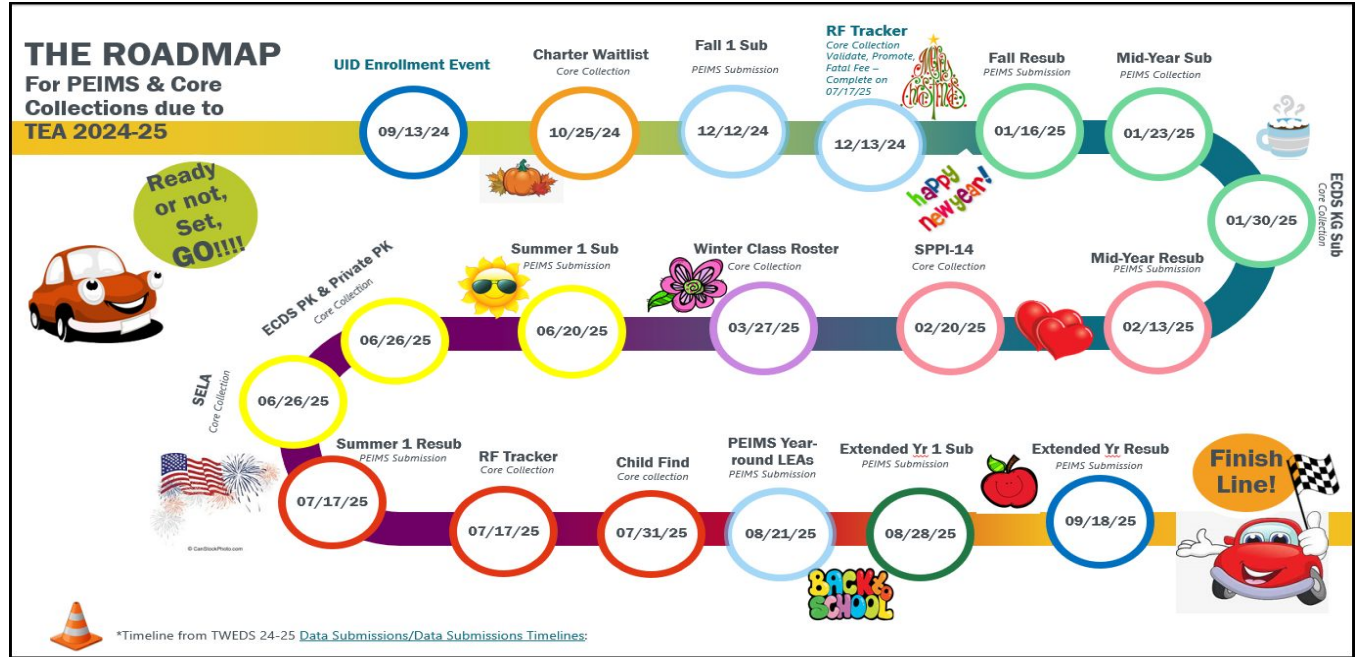 THE ROADMAP
For PEIMS & Core
Collections due to
TEA 2024-25
UID Enrollment Event
09/13/24
Charter Waitlist
Core Collection
10/25/24
Fall 1 Sub
PEIMS Submission
12/12/24
RF Tracker
Core Collection
Validate, Promote,
Fatal Fee –
Complete on
07/17/25
12/13/24
Merry
Christmas
Fall Resub
PEIMS Submission
01/16/25
Mid-Year Sub
PEIMS Collection
01/23/25
happy
new year!
ECDS KG Sub
Core Collection
01/30/25
Ready
or not,
Set,
GO!!!!
Mid-Year Resub
PEIMS Submission
02/13/25
SPPI-14
Core Collection
02/20/25
Winter Class Roster
Core Collection
03/27/25
Summer 1 Sub
PEIMS Submission
06/20/25
ECDS PK & Private PK
Core Collection
06/26/25
SELA
Core Collection
06/26/25
Summer 1 Resub
PEIMS Submission
07/17/25
RF Tracker
Core Collection
07/17/25
Child Find
Core collection
07/31/25
PEIMS Year-
round LEAs
PEIMS Submission
08/21/25
Extended Yr 1 Sub
PEIMS Submission
08/28/25
BACK to
SCHOOL
Extended Yr Resub
PEIMS Submission
09/18/25
Finish
Line!
© CanStockPhoto.com
*Timeline from TWEDS 24-25 Data Submissions/Data Submissions Timelines: